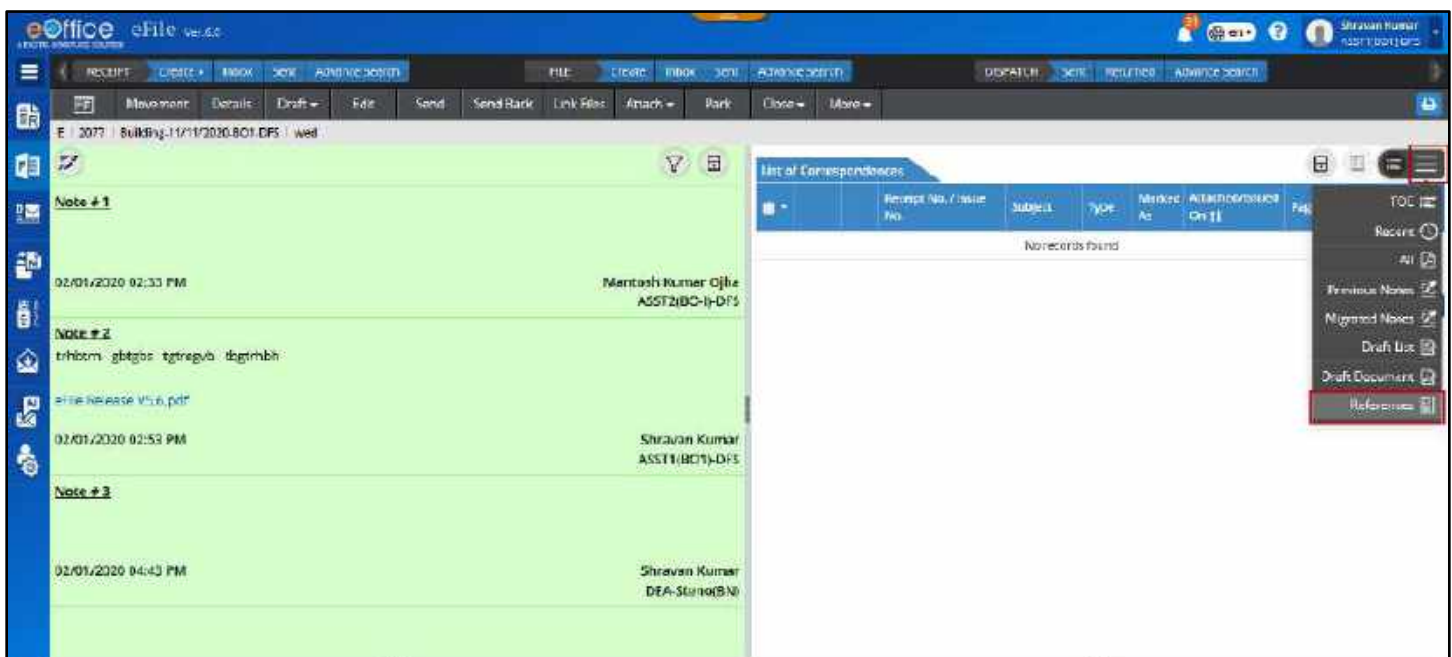 eOffice eFile
Shravan Kumar
RECEIPT Create Inbox Sent Advance Search FILE Create Inbox Sent Advance Search DISPATCH Sent Returned Advance Search
Movement Details Draft Edit Send Send Back Link Files Attach Park Close More
E 2077 Building-11/11/2020-BO1-DFS wed
List of Correspondences
Note #1
Receipt No. / Issue No. Subject Type Marked As On
No records found
TOC
Recent
All
Previous Notes
Migrated Notes
Draft List
Draft Document
References
02/01/2020 02:33 PM Mantosh Kumar Ojha
ASST2(BO-I)-DFS
Note #2
eFile Release V5.6.pdf
02/01/2020 02:53 PM Shravan Kumar
ASST1(BO1)-DFS
Note #3
02/01/2020 04:43 PM Shravan Kumar
DEA-Steno(BN)